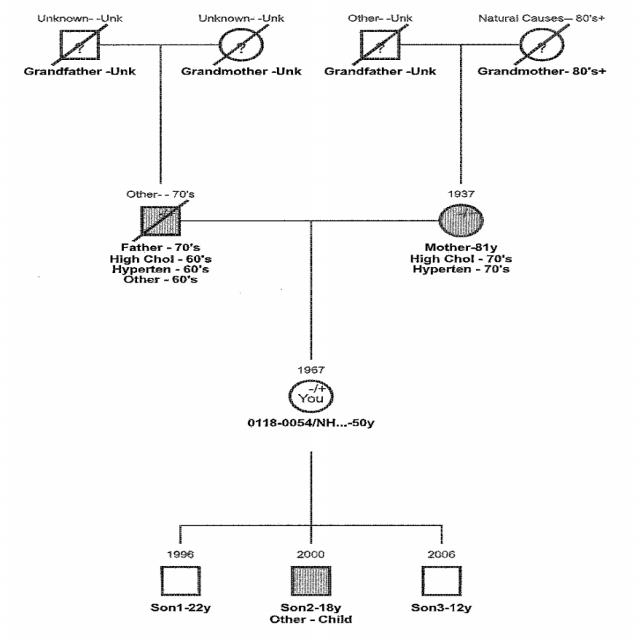 Unknown- -Unk
Unknown- -Unk
Other- -Unk
Natural Causes-- 80's+
?
?
?
?
Grandfather -Unk
Grandmother -Unk
Grandfather -Unk
Grandmother- 80's+
Other- - 70's
1937
Father - 70's
High Chol - 60's
Hyperten - 60's
Other - 60's
-/-
Mother-81y
High Chol - 70's
Hyperten - 70's
1967
-/+
You
0118-0054/NH...-50y
1996
2000
2006
Son1-22y
Son2-18y
Other - Child
Son3-12y